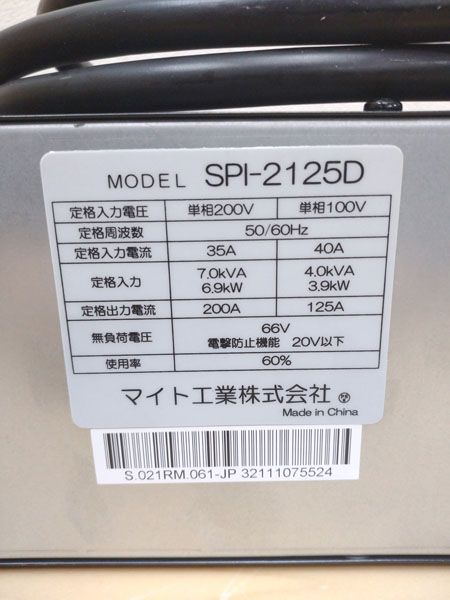 MODEL SPI-2125D
定格入力電圧 単相200V 単相100V
定格周波数 50/60Hz
定格入力電流 35A 40A
定格入力 7.0kVA 4.0kVA
6.9kW 3.9kW
定格出力電流 200A 125A
無負荷電圧 66V
電撃防止機能 20V以下
使用率 60%
マイト工業株式会社
Made in China
S.021RM.061-JP 32111075524